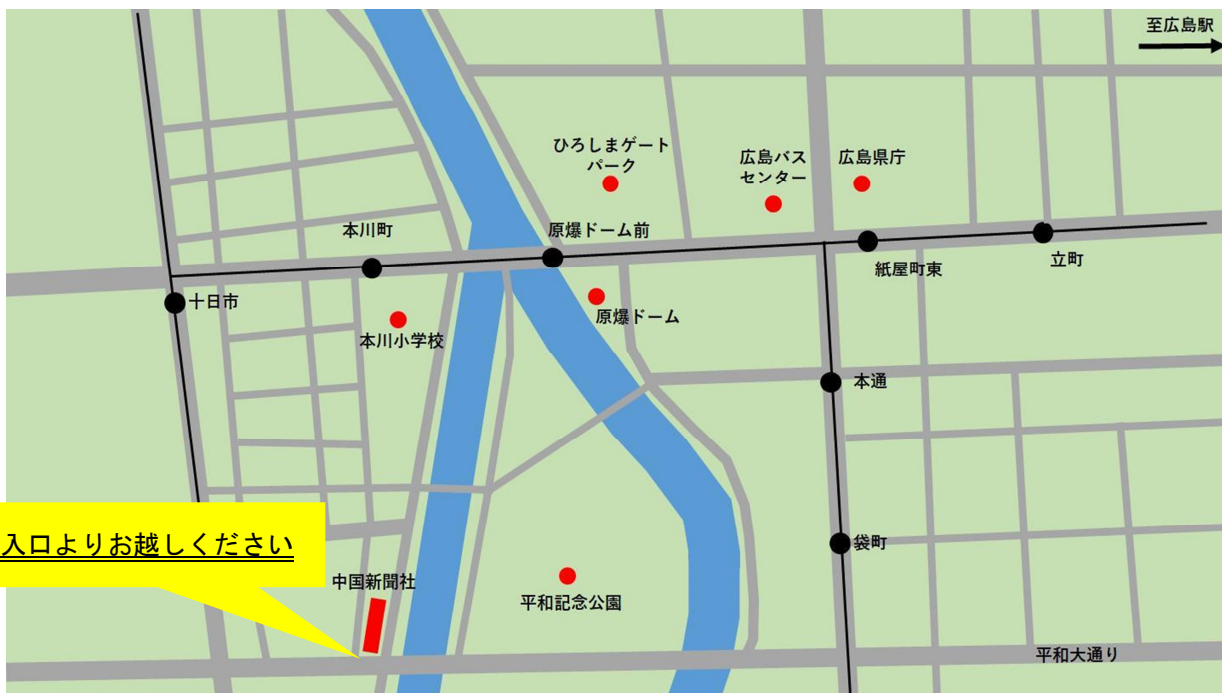 至広島駅
ひろしまゲート
パーク
広島バス
センター
広島県庁
本川町
原爆ドーム前
紙屋町東
立町
十日市
原爆ドーム
本川小学校
本通
入口よりお越しください
袋町
中国新聞社
平和記念公園
平和大通り